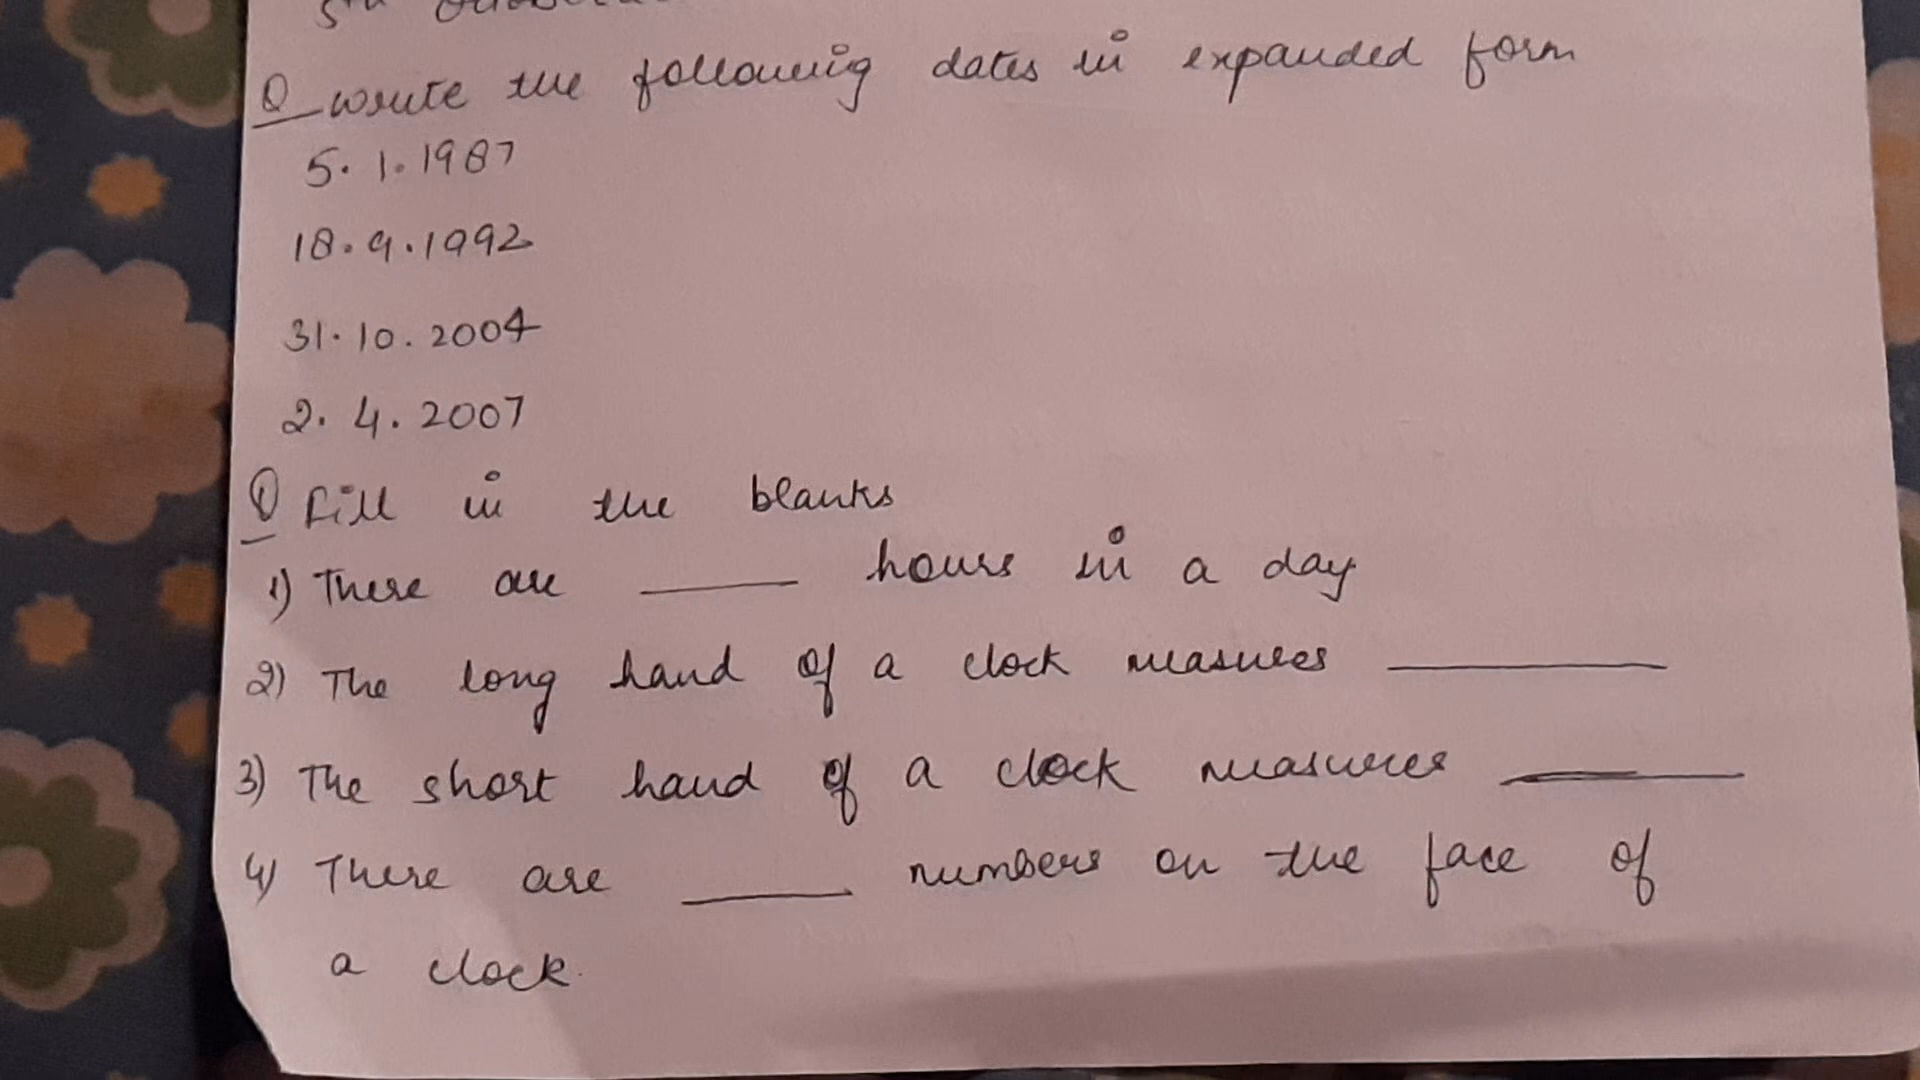 5th
Q write the following dates in expanded form
5.1.1987
18.9.1992
31.10.2004
2.4.2007
Q Fill in the blanks
1) There are ____ hours in a day
2) The long hand of a clock measures ____
3) The short hand of a clock measures ____
4) There are ____ numbers on the face of
a clock.